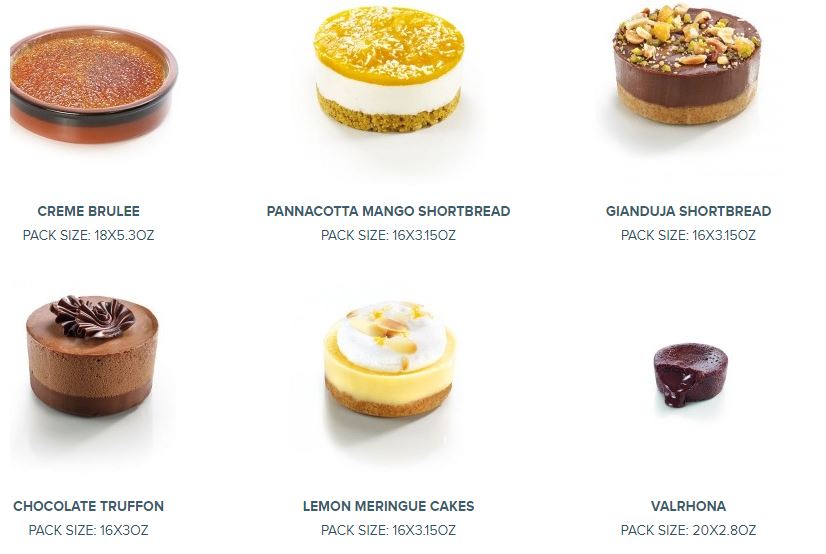 CREME BRULEE
PACK SIZE: 18X5.3OZ
PANNACOTTA MANGO SHORTBREAD
PACK SIZE: 16X3.15OZ
GIANDUJA SHORTBREAD
PACK SIZE: 16X3.15OZ
CHOCOLATE TRUFFON
PACK SIZE: 16X3OZ
LEMON MERINGUE CAKES
PACK SIZE: 16X3.15OZ
VALRHONA
PACK SIZE: 20X2.8OZ